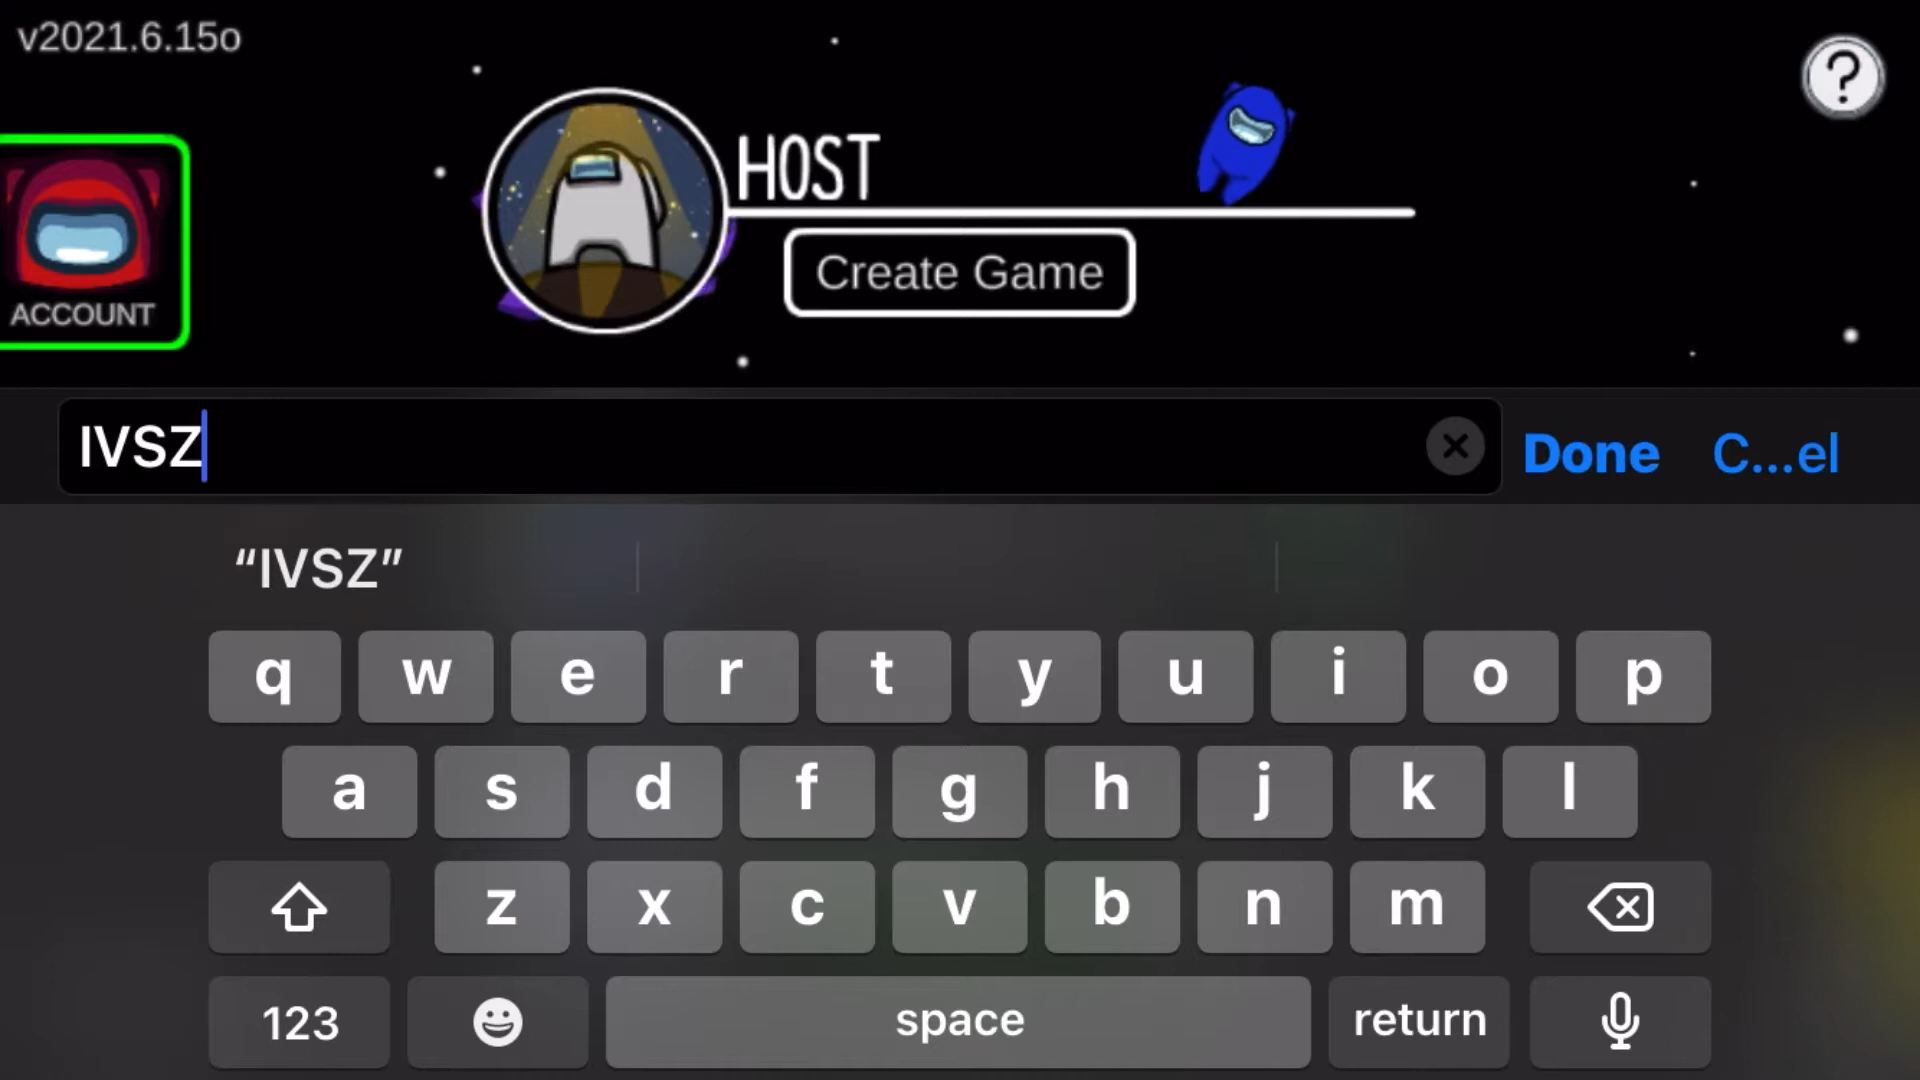 v2021.6.15o
?
HOST
Create Game
ACCOUNT
IVSZ
Done C...el
“IVSZ”
q w e r t y u i o p
a s d f g h j k l
z x c v b n m
123 space return